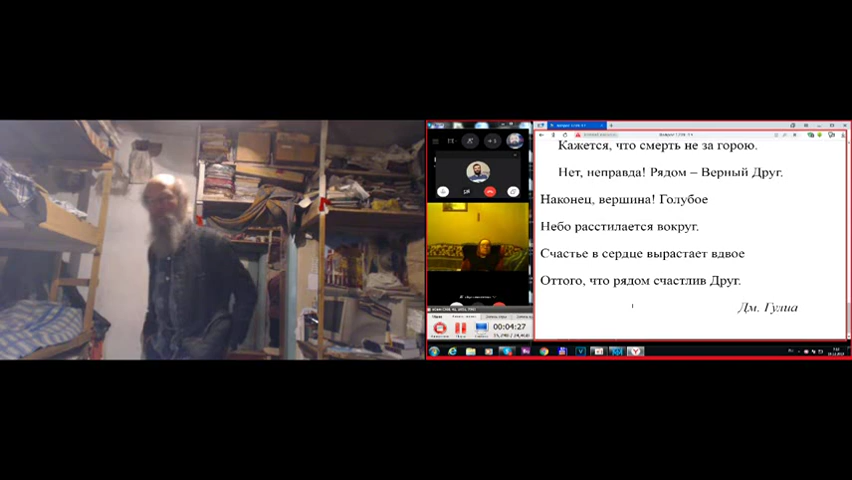 Кажется, что смерть не за горою.
Нет, неправда! Рядом – Верный Друг.
Наконец, вершина! Голубое
Небо расстилается вокруг.
Счастье в сердце вырастает вдвое
Оттого, что рядом счастлив Друг.
Дм. Гулиа
00:04:27